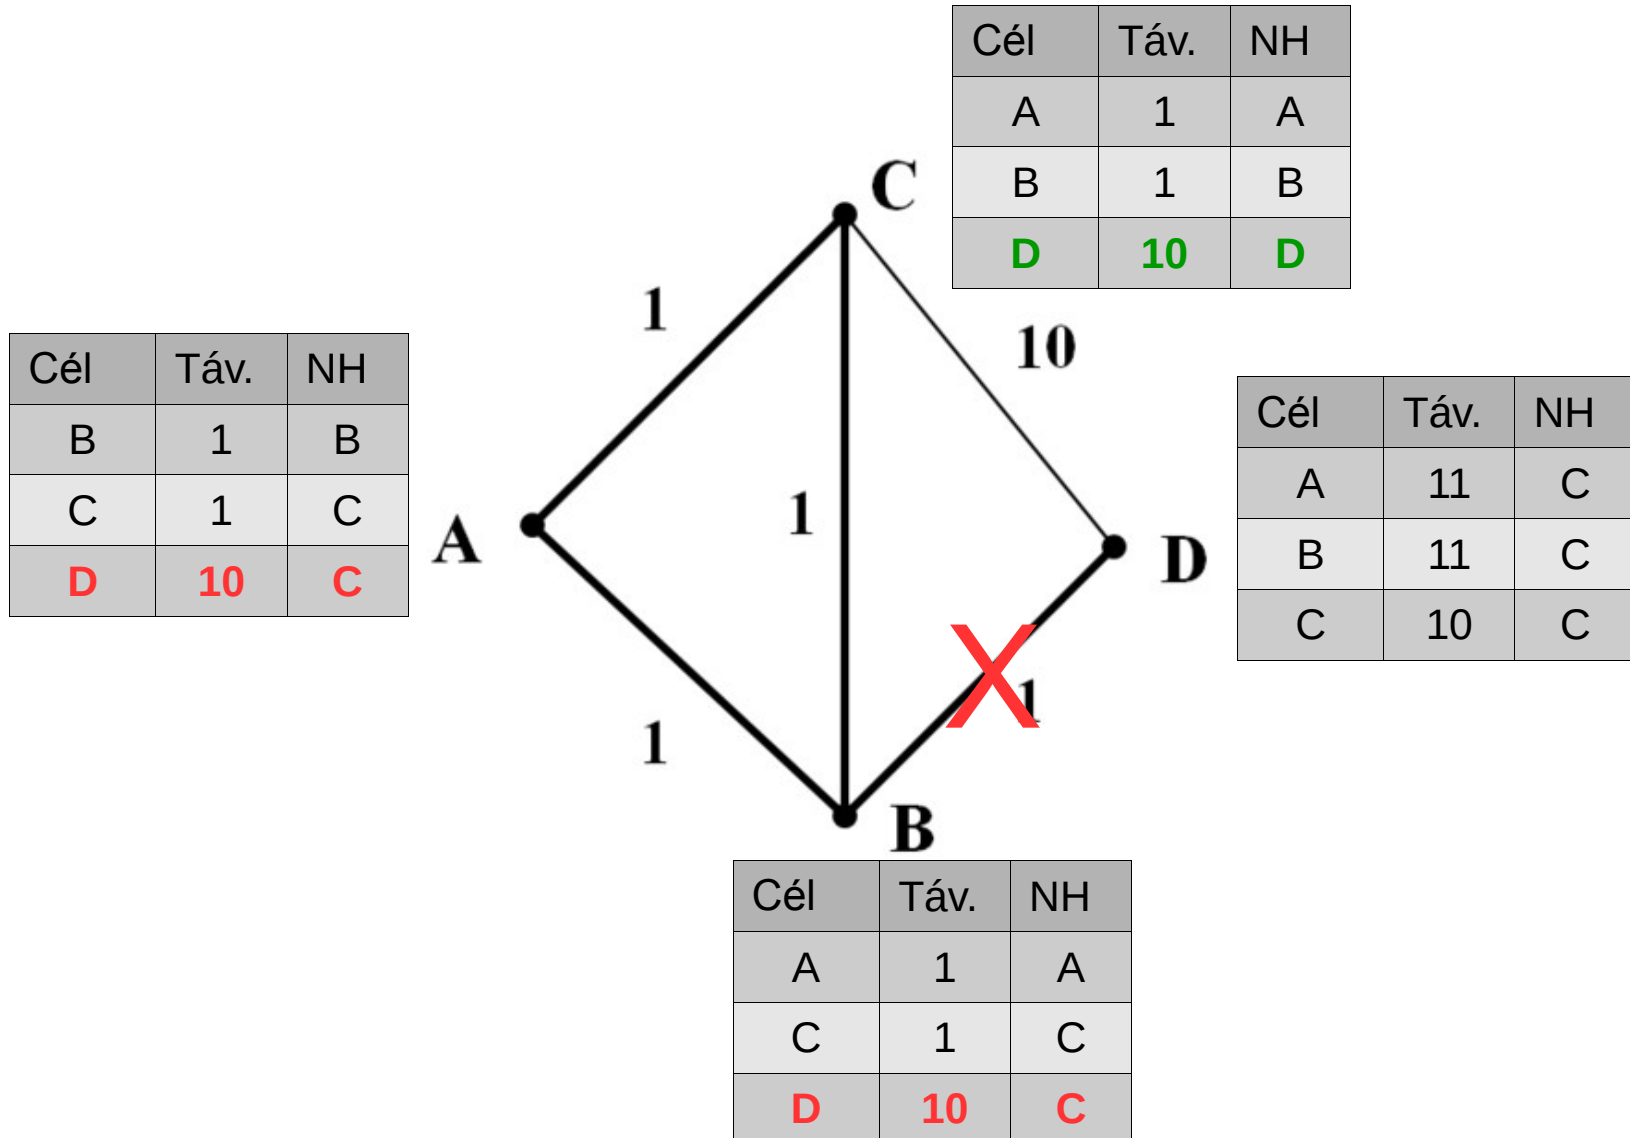 Cél Táv. NH
A 1 A
B 1 B
D 10 D
C
1
10
Cél Táv. NH
B 1 B
C 1 C
D 10 C
A
1
D
Cél Táv. NH
A 11 C
B 11 C
C 10 C
X
1
1
B
Cél Táv. NH
A 1 A
C 1 C
D 10 C